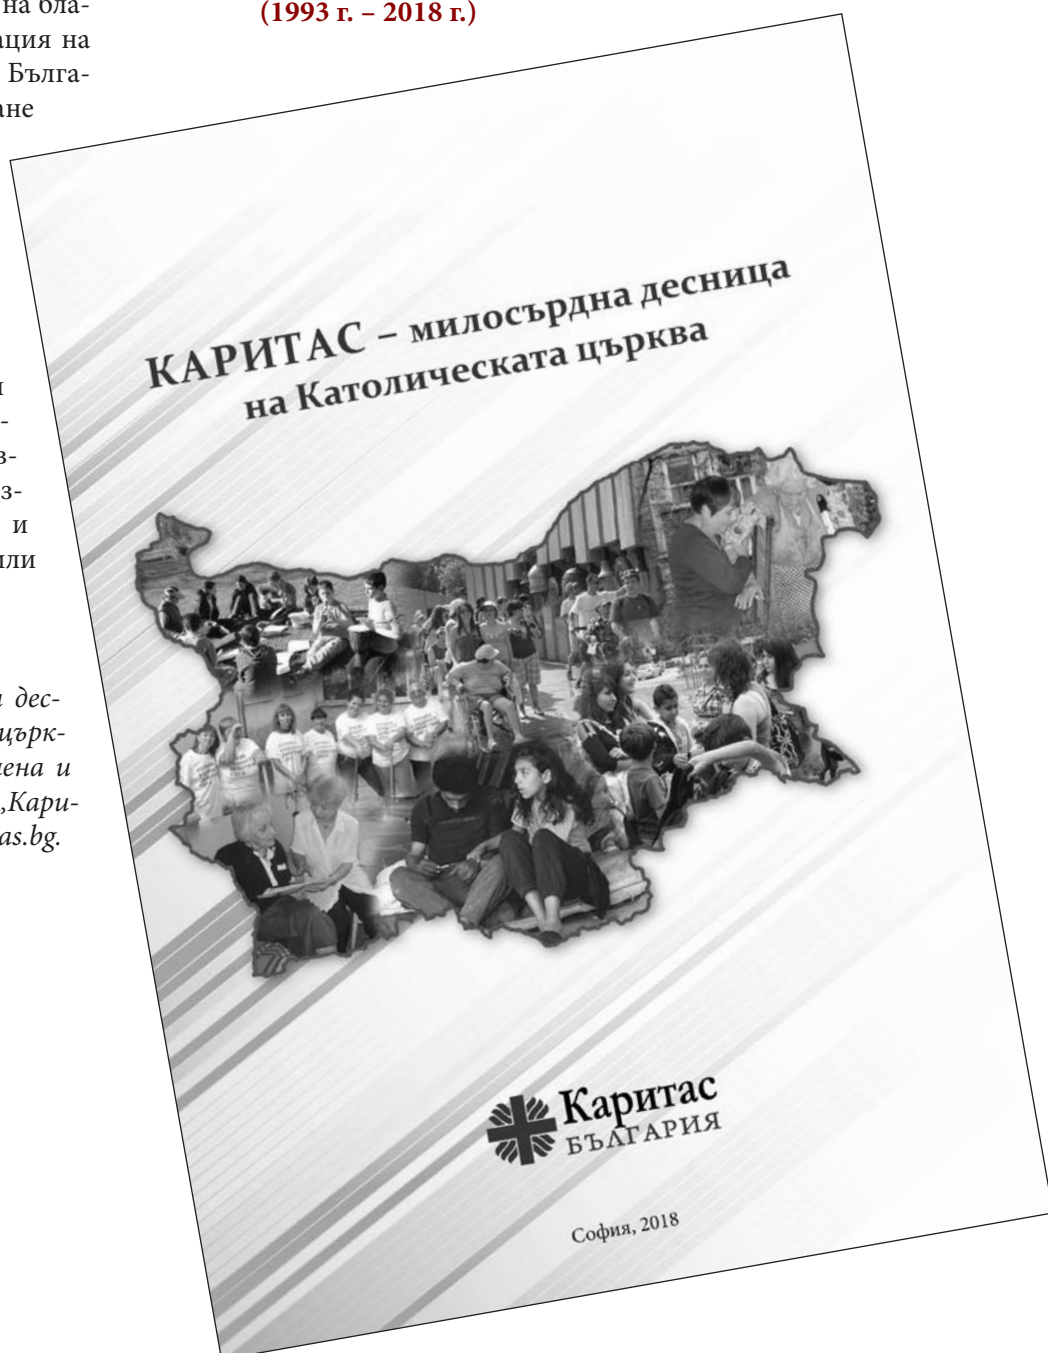 на бла-
ация на
Бълга-
ане
-
в-
з-
и
или
дес-
църк-
ена и
„Кари-
as.bg.
(1993 г. – 2018 г.)
КАРИТАС – милосърдна десница
на Католическата църква
Каритас
БЪЛГАРИЯ
София, 2018